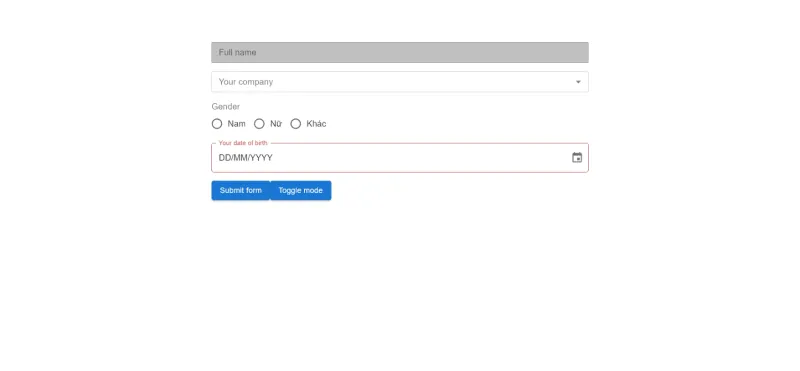 Full name
Your company
Gender
Nam Nữ Khác
Your date of birth
DD/MM/YYYY
Submit form Toggle mode